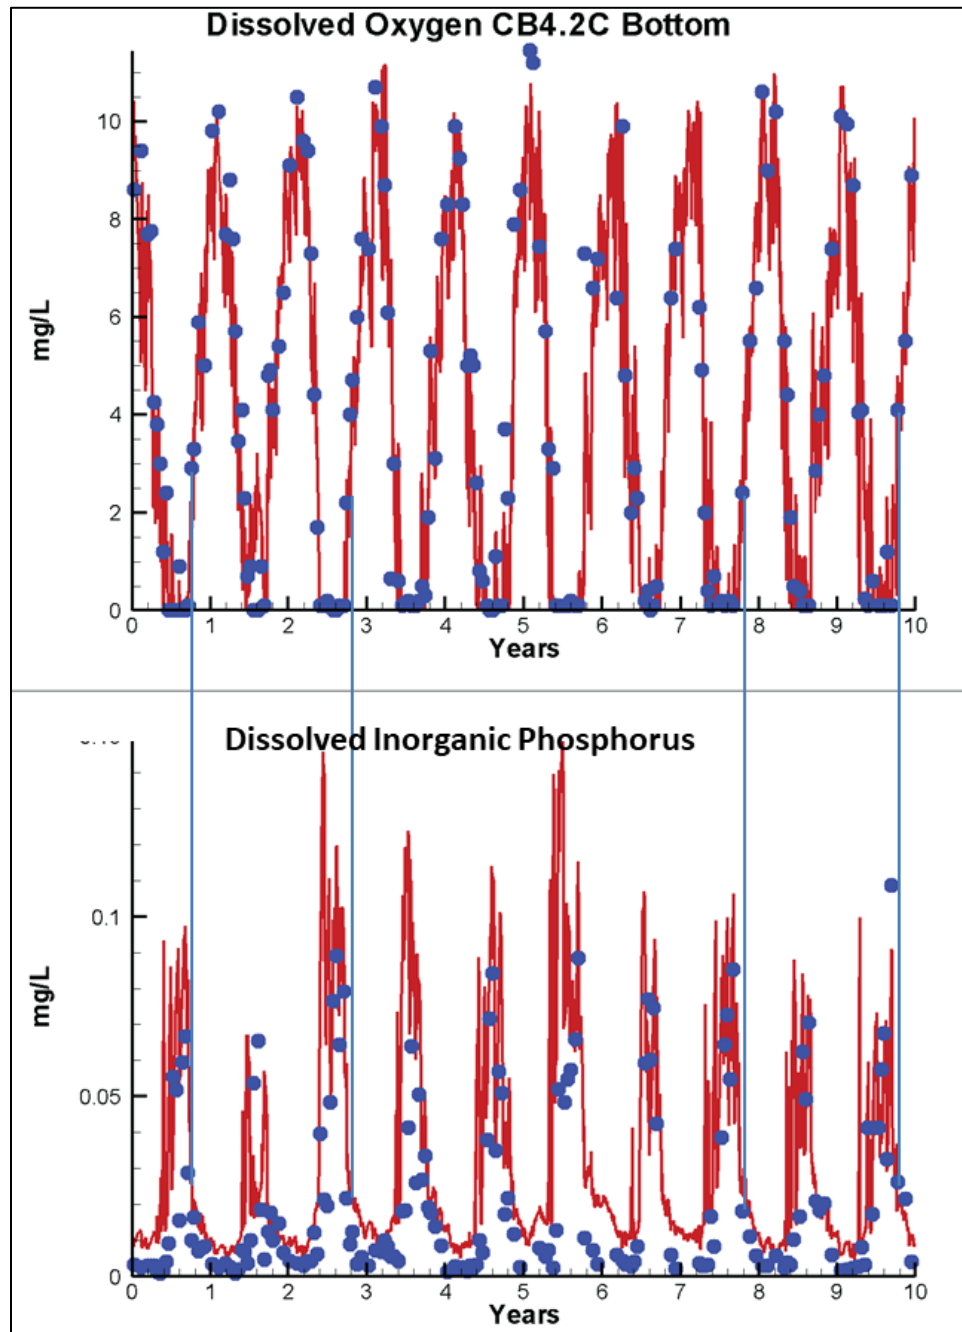 Dissolved Oxygen CB4.2C Bottom
10
8
6
4
2
0
mg/L
0 1 2 3 4 5 6 7 8 9 10
Years
Dissolved Inorganic Phosphorus
0.1
0.05
0
mg/L
0 1 2 3 4 5 6 7 8 9 10
Years